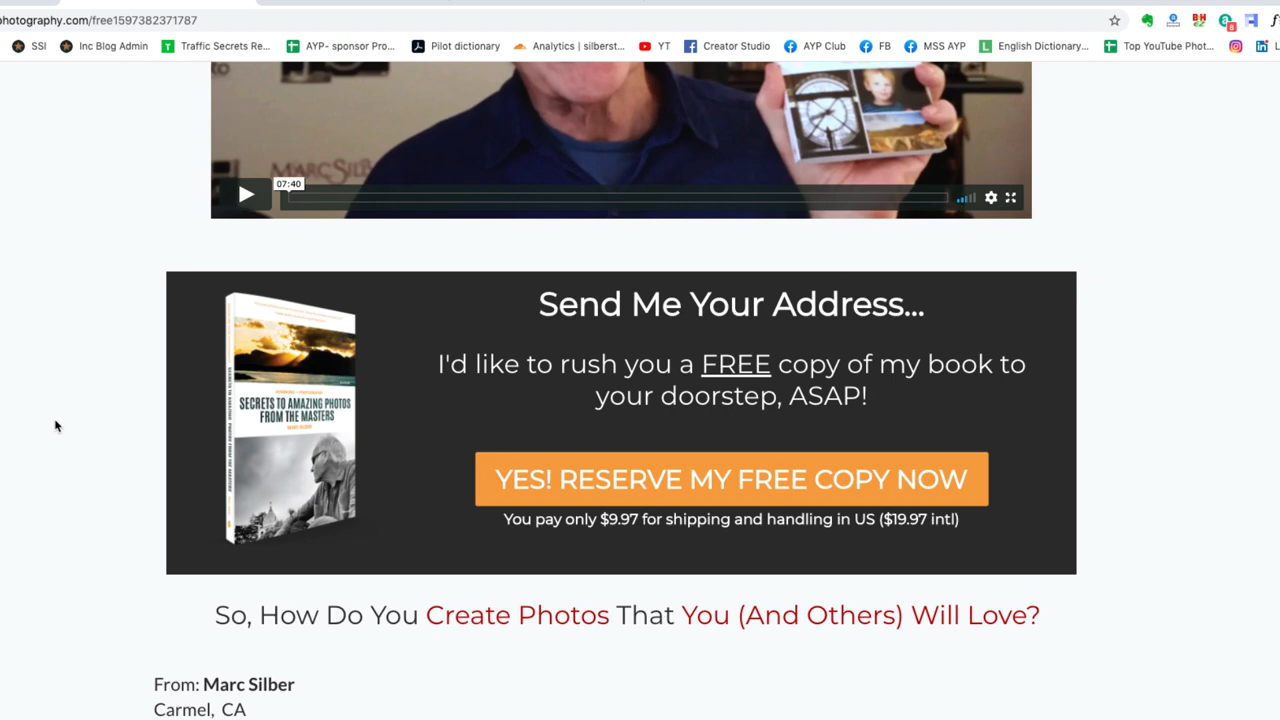 photography.com/free1597382371787
SSI Inc Blog Admin Traffic Secrets Re... AYP- sponsor Pro... Pilot dictionary Analytics | silberst... YT Creator Studio AYP Club FB MSS AYP English Dictionary... Top YouTube Phot...
MARC SILB
07:40
Send Me Your Address...
I'd like to rush you a FREE copy of my book to
your doorstep, ASAP!
SECRETS TO AMAZING PHOTOS
FROM THE MASTERS
YES! RESERVE MY FREE COPY NOW
You pay only $9.97 for shipping and handling in US ($19.97 intl)
So, How Do You Create Photos That You (And Others) Will Love?
From: Marc Silber
Carmel, CA